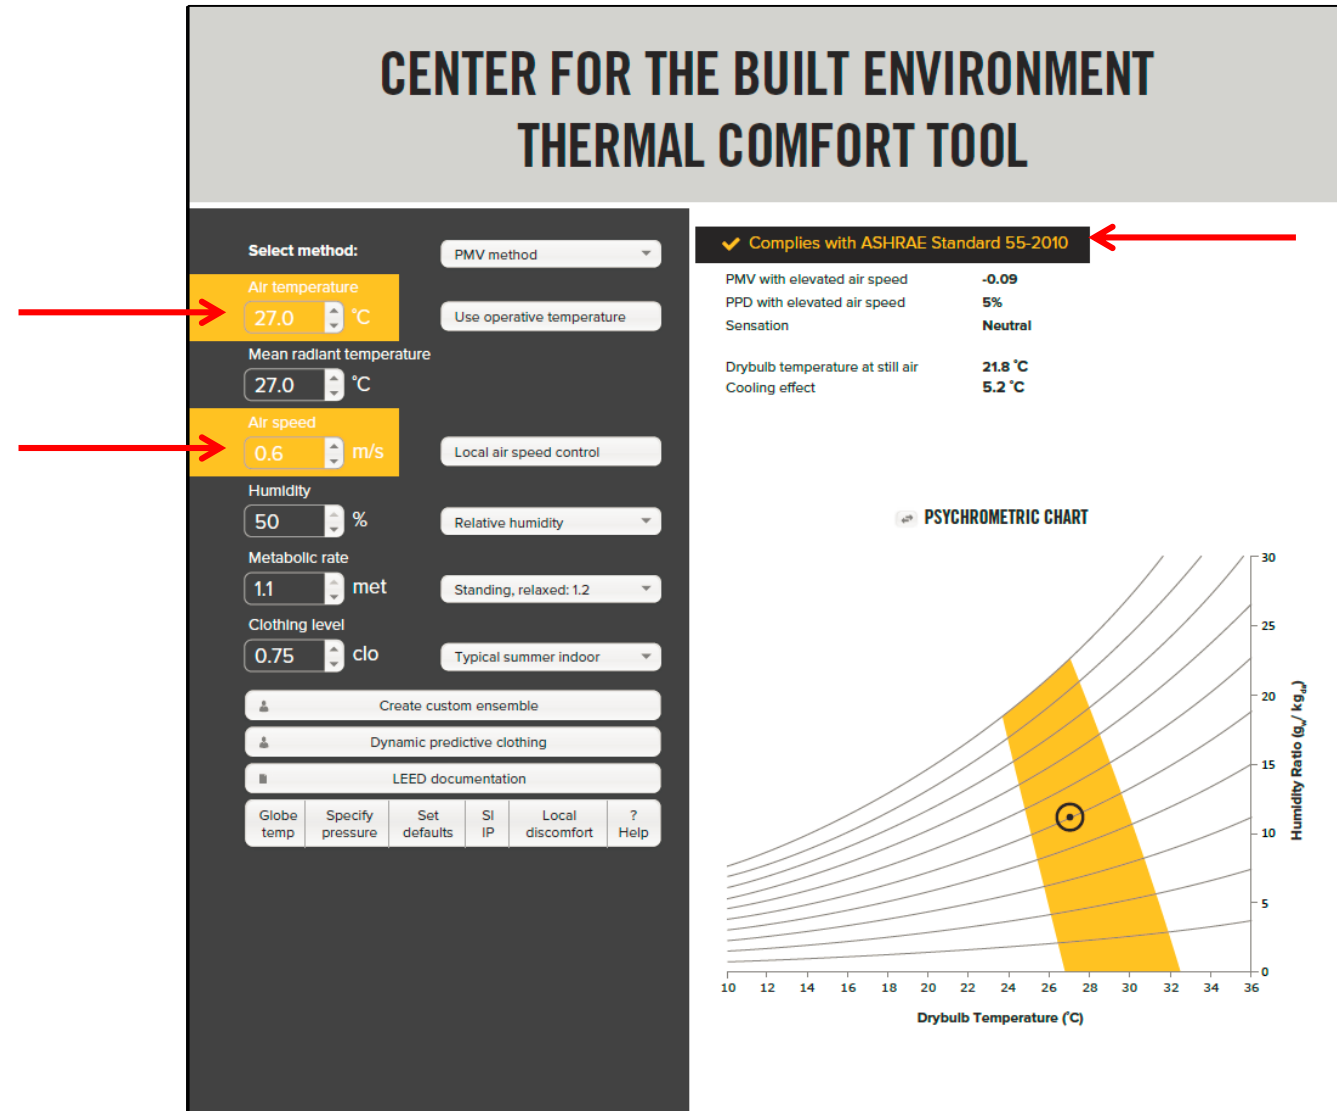 CENTER FOR THE BUILT ENVIRONMENT
THERMAL COMFORT TOOL
Select method:
PMV method
Air temperature
27.0 °C
Use operative temperature
Mean radiant temperature
27.0 °C
Air speed
0.6 m/s
Local air speed control
Humidity
50 %
Relative humidity
Metabolic rate
1.1 met
Standing, relaxed: 1.2
Clothing level
0.75 clo
Typical summer indoor
Create custom ensemble
Dynamic predictive clothing
LEED documentation
Globe temp
Specify pressure
Set defaults
SI IP
Local discomfort
? Help
Complies with ASHRAE Standard 55-2010
PMV with elevated air speed -0.09
PPD with elevated air speed 5%
Sensation Neutral
Drybulb temperature at still air 21.8 °C
Cooling effect 5.2 °C
PSYCHROMETRIC CHART
30
25
20
15
10
5
0
Humidity Ratio (g_w / kg_da)
10 12 14 16 18 20 22 24 26 28 30 32 34 36
Drybulb Temperature (°C)